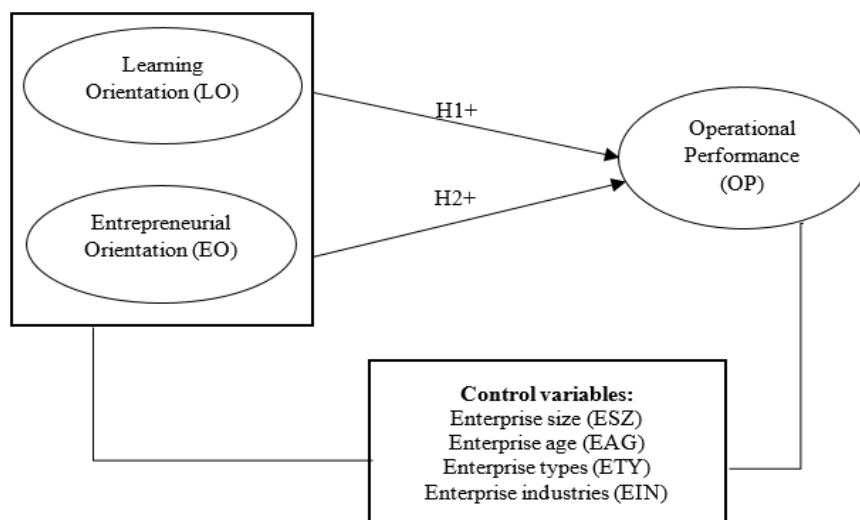 Learning
Orientation (LO)
H1+
Operational
Performance
(OP)
H2+
Entrepreneurial
Orientation (EO)
Control variables:
Enterprise size (ESZ)
Enterprise age (EAG)
Enterprise types (ETY)
Enterprise industries (EIN)